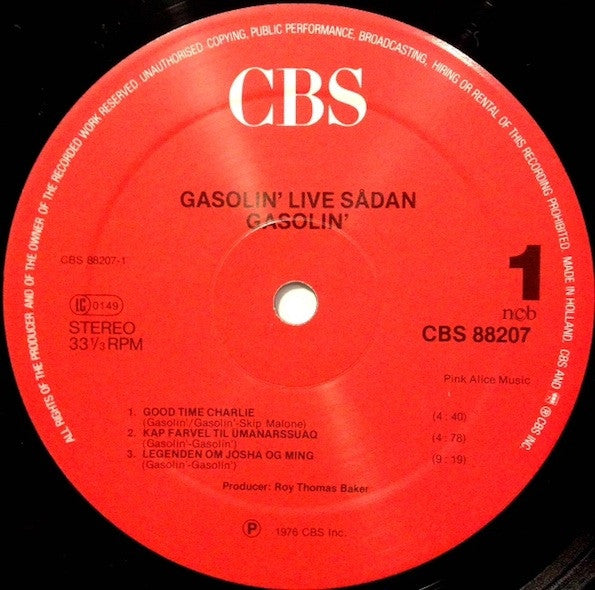 ALL RIGHTS OF THE PRODUCER AND OF THE OWNER OF THE RECORDED WORK RESERVED. UNAUTHORISED COPYING, PUBLIC PERFORMANCE, BROADCASTING, HIRING OR RENTAL OF THIS RECORDING PROHIBITED. MADE IN HOLLAND. CBS AND ℗ CBS INC.
CBS
GASOLIN' LIVE SÅDAN
GASOLIN'
CBS 88207-1
1
LC 0149
ncb
STEREO
CBS 88207
33 1/3 RPM
Pink Alice Music
1. GOOD TIME CHARLIE (4:40)
(Gasolin'/Gasolin'-Skip Malone)
2. KAP FARVEL TIL UMANARSSUAQ (4:78)
(Gasolin'-Gasolin')
3. LEGENDEN OM JOSHA OG MING (9:19)
(Gasolin'-Gasolin')
Producer: Roy Thomas Baker
℗ 1976 CBS Inc.